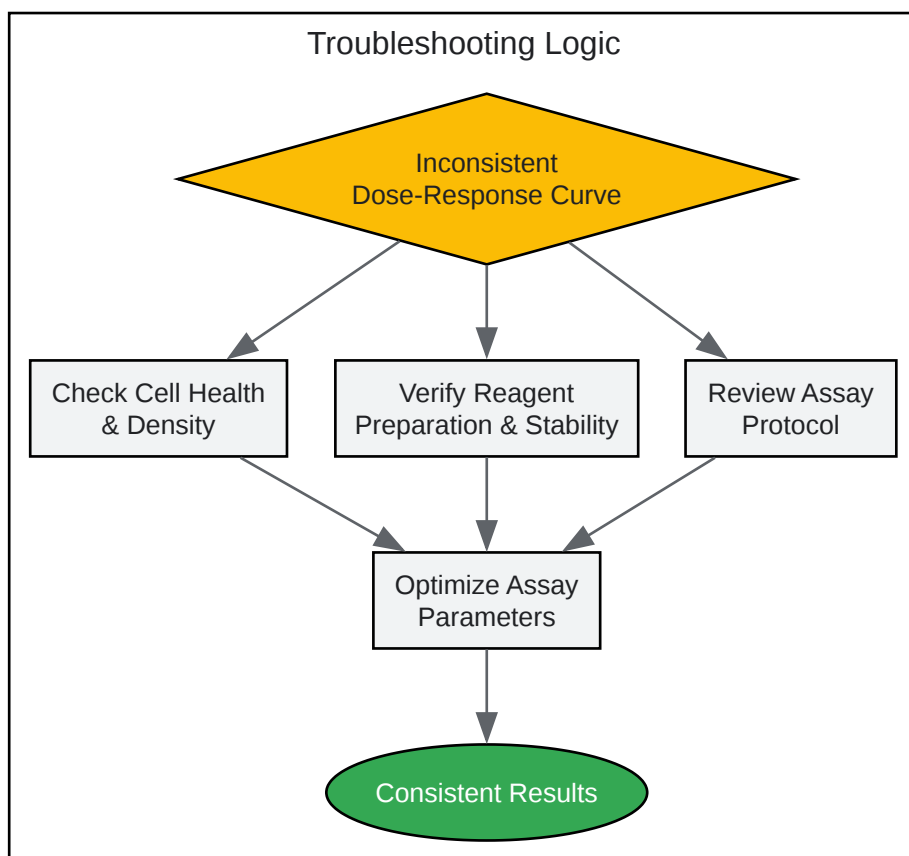 Troubleshooting Logic
Inconsistent
Dose-Response Curve
Check Cell Health
& Density
Verify Reagent
Preparation & Stability
Review Assay
Protocol
Optimize Assay
Parameters
Consistent Results